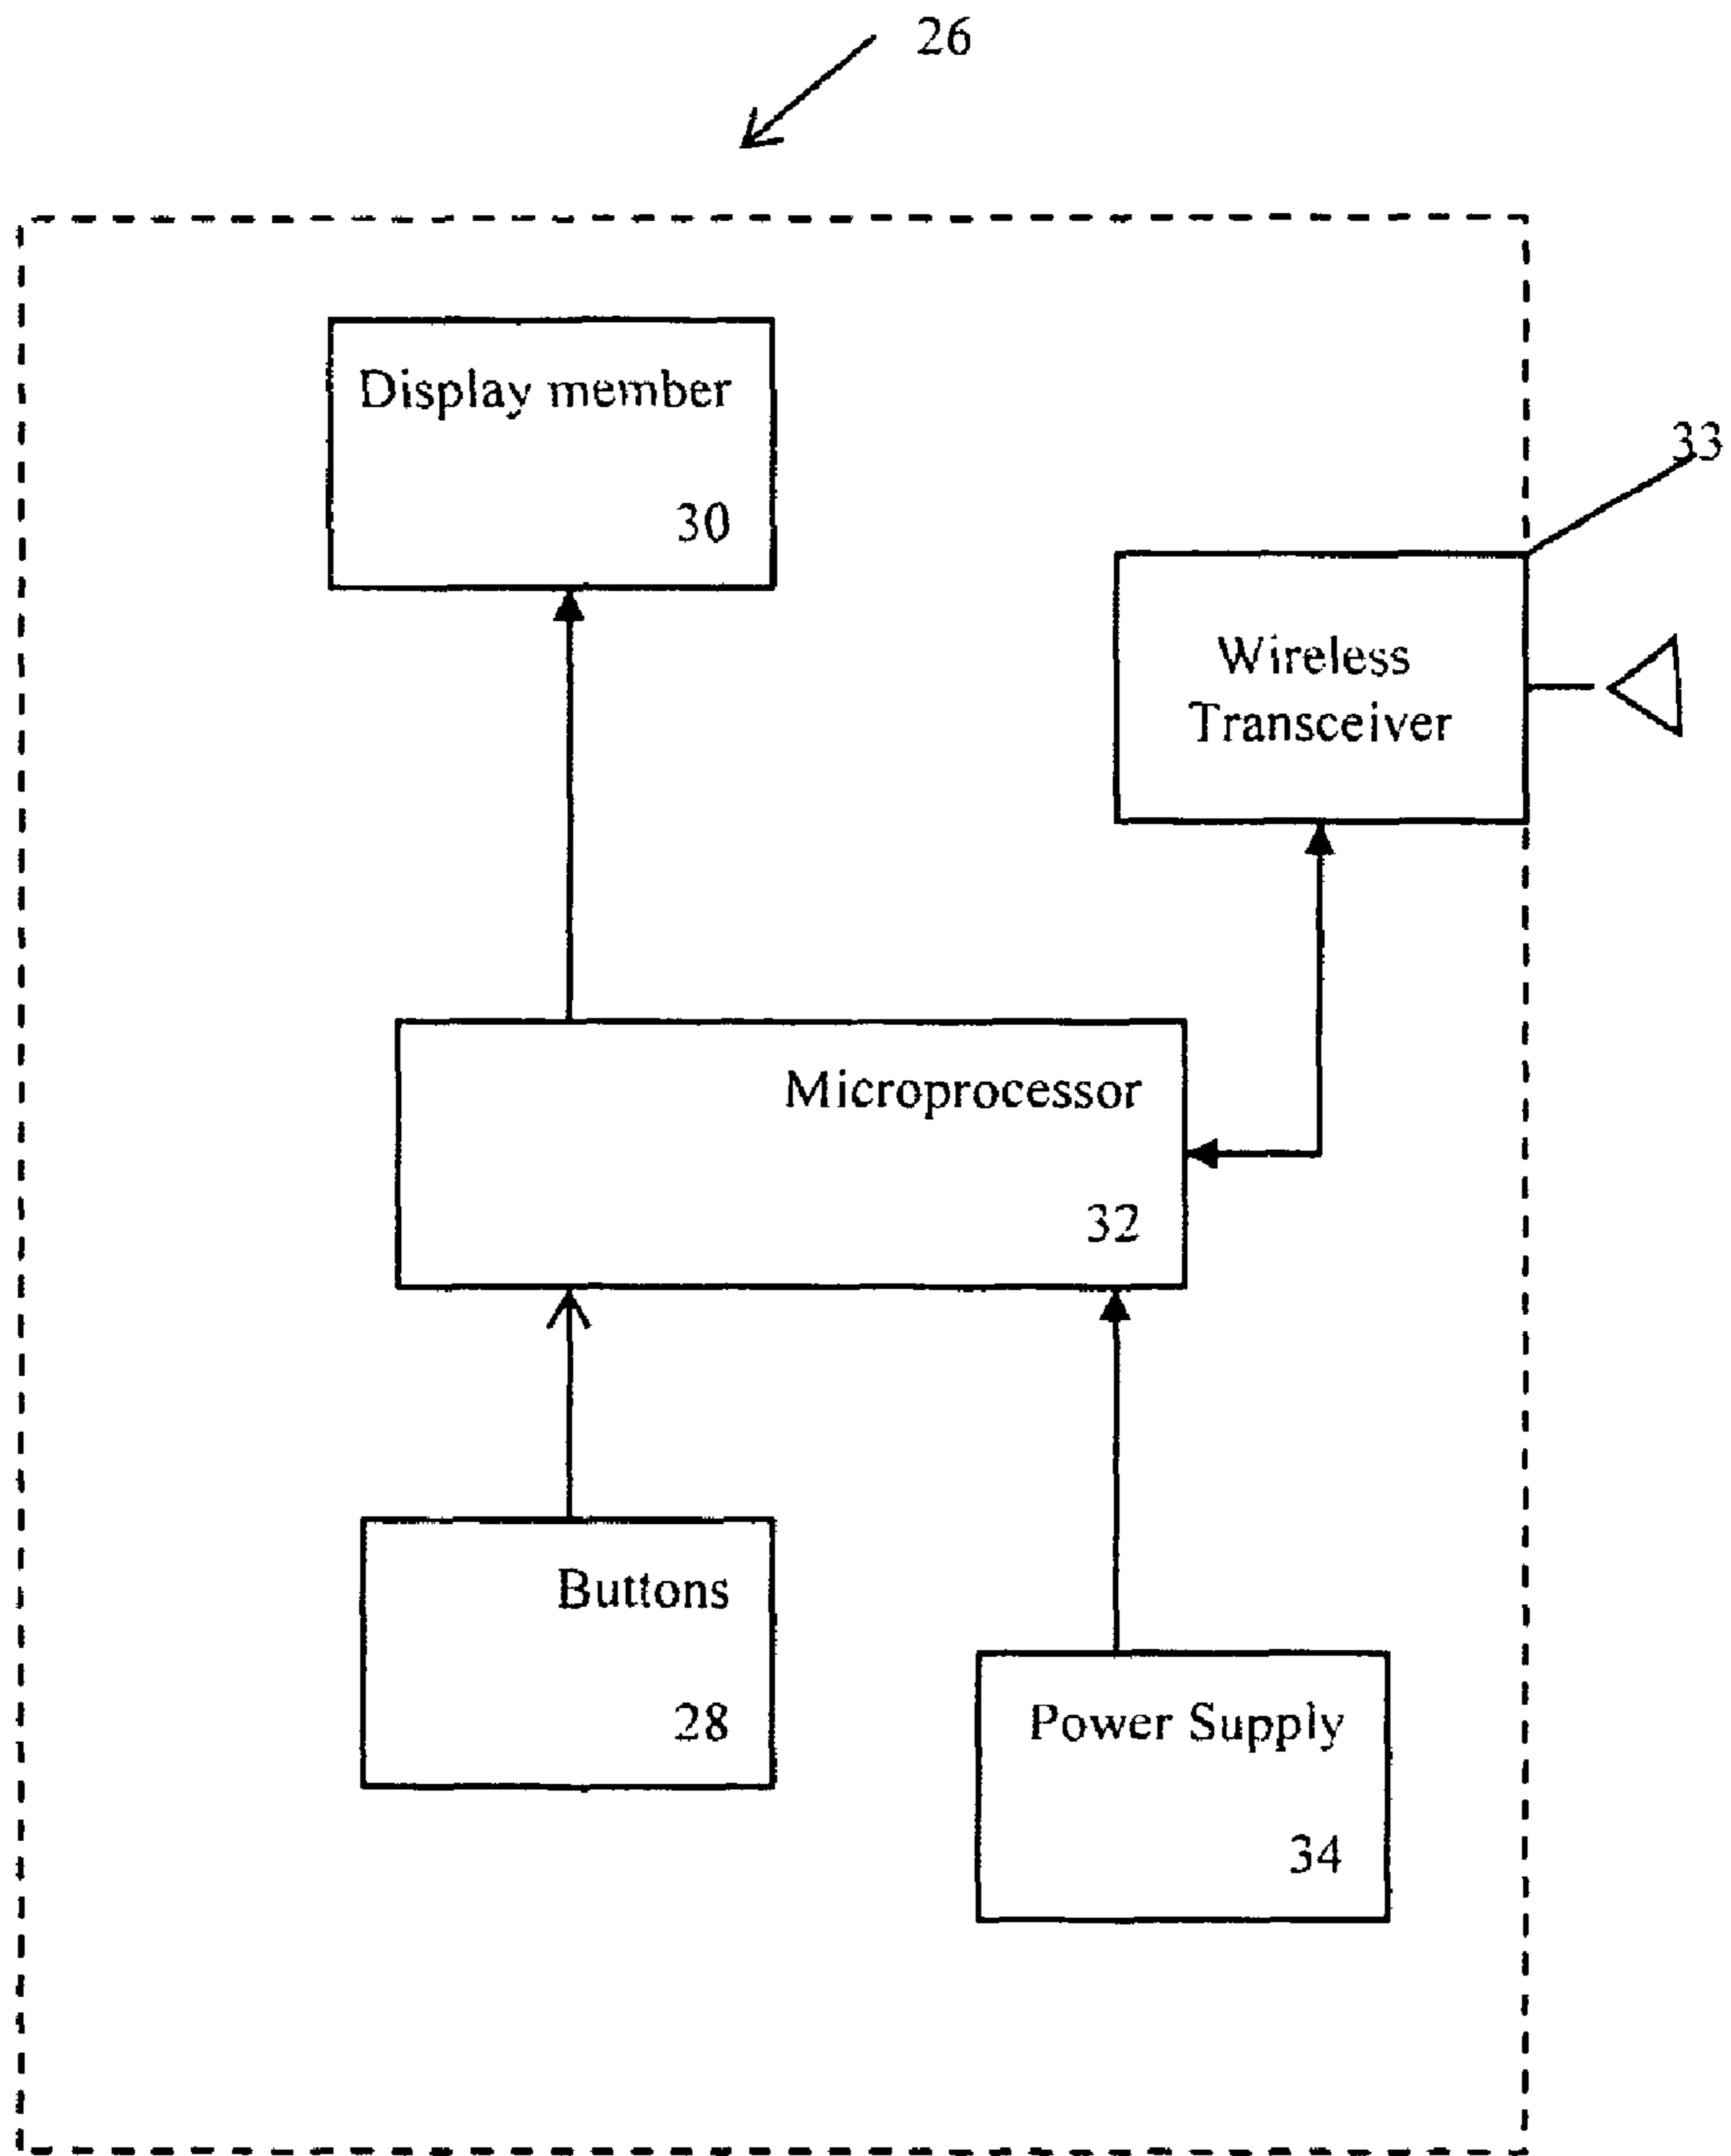 26
Display member
30
33
Wireless
Transceiver
Microprocessor
32
Buttons
28
Power Supply
34